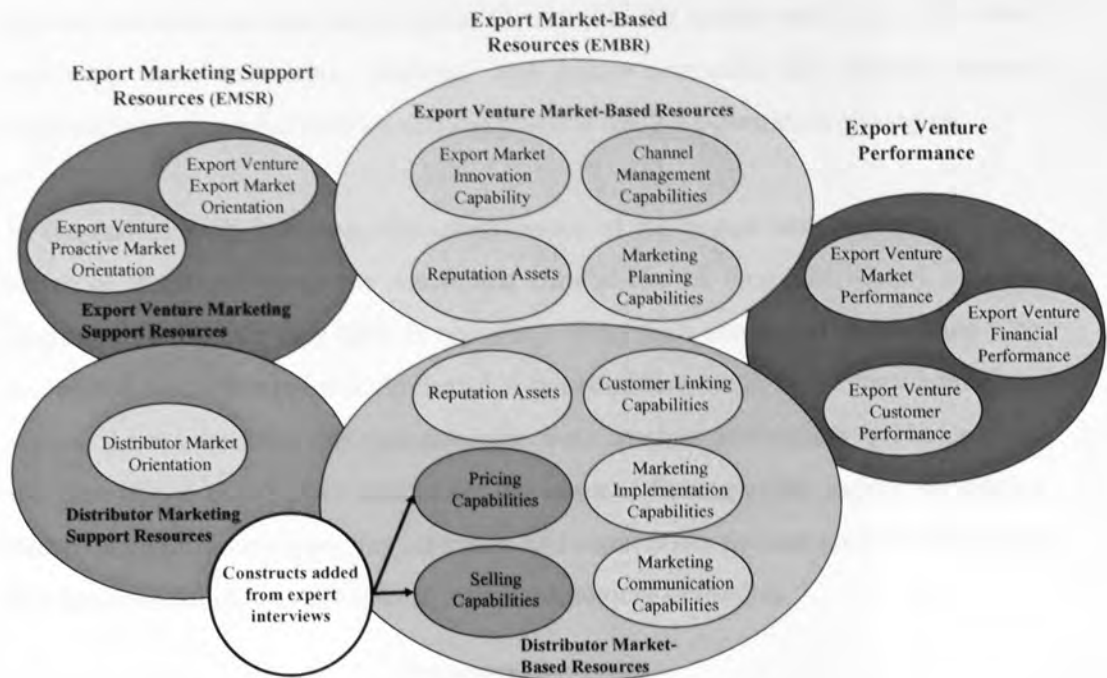 Export Market-Based
Resources (EMBR)
Export Marketing Support
Resources (EMSR)
Export Venture
Performance
Export Venture
Export Market
Orientation
Export Venture
Proactive Market
Orientation
Export Venture Marketing
Support Resources
Export Venture Market-Based Resources
Export Market
Innovation
Capability
Channel
Management
Capabilities
Reputation Assets
Marketing
Planning
Capabilities
Export Venture
Market
Performance
Export Venture
Financial
Performance
Export Venture
Customer
Performance
Distributor Market
Orientation
Distributor Marketing
Support Resources
Reputation Assets
Customer Linking
Capabilities
Pricing
Capabilities
Marketing
Implementation
Capabilities
Selling
Capabilities
Marketing
Communication
Capabilities
Distributor Market-
Based Resources
Constructs added
from expert
interviews